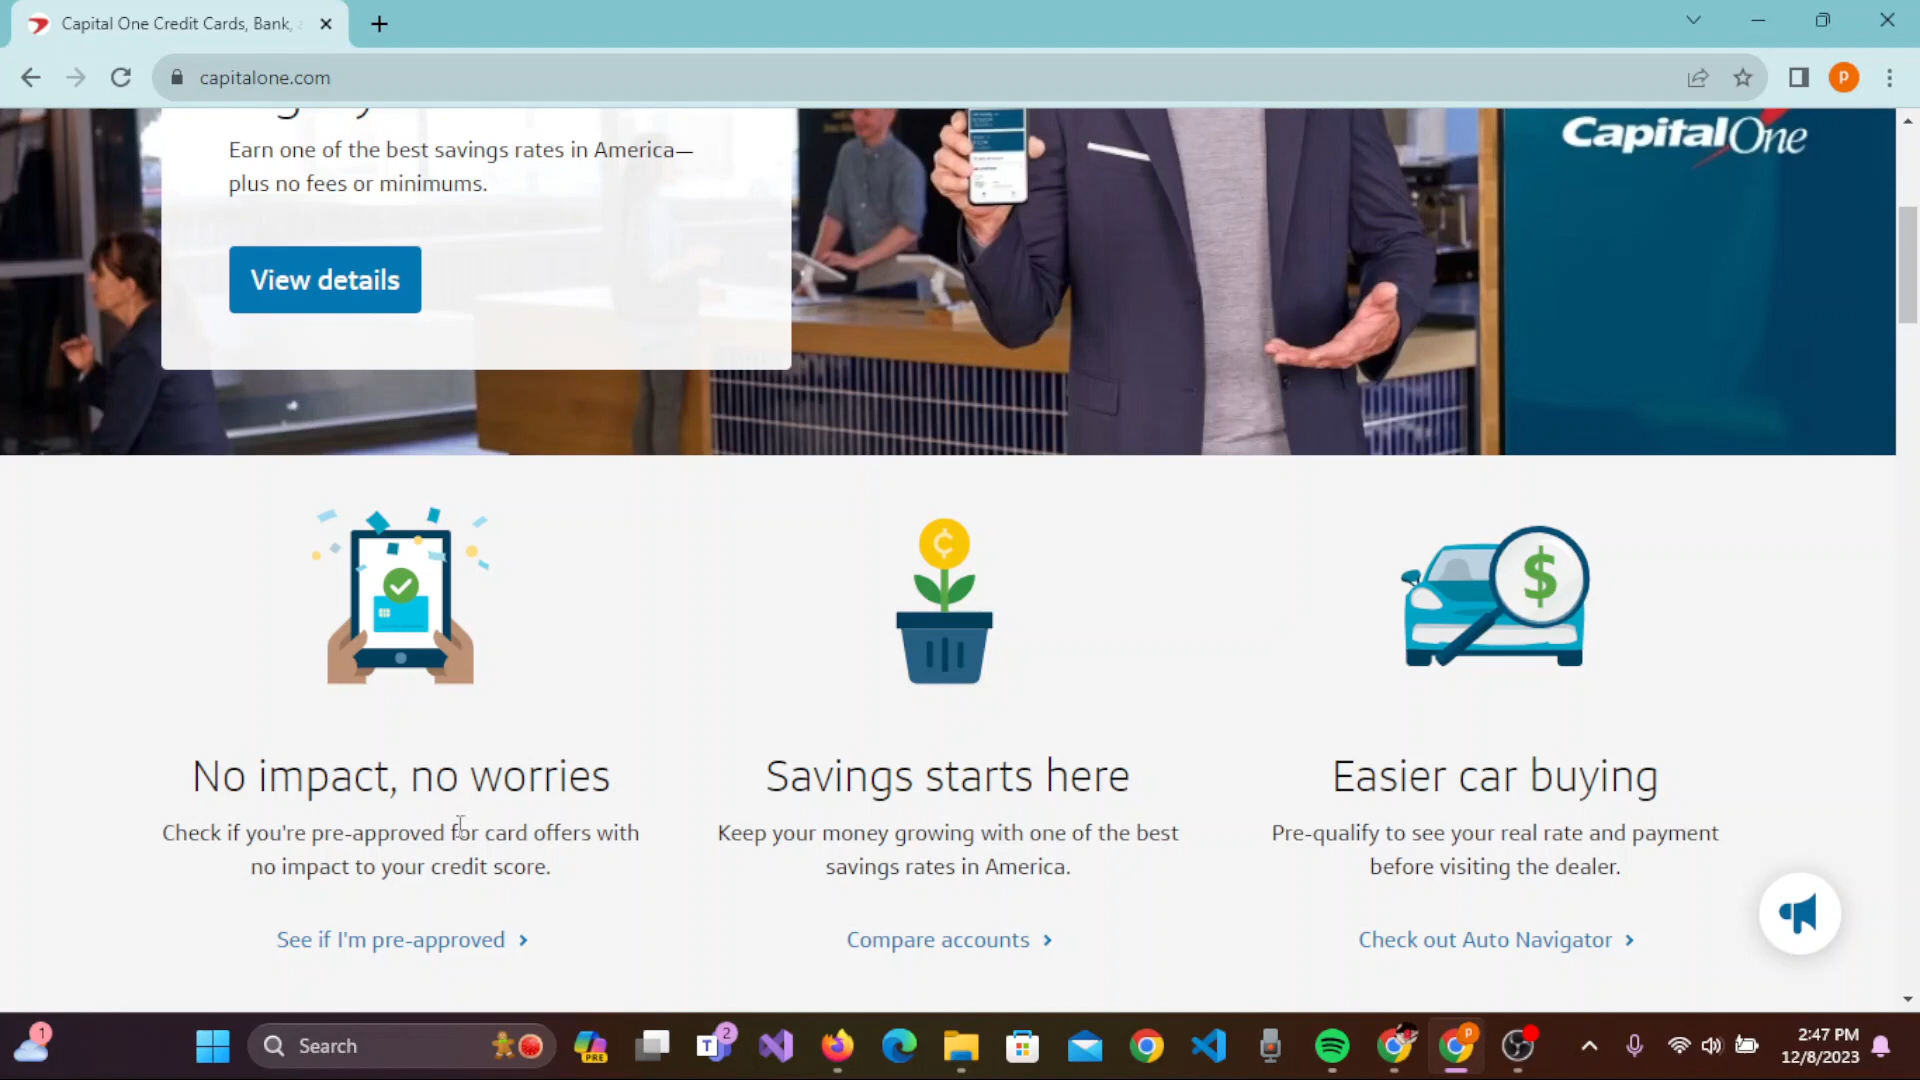 Capital One Credit Cards, Bank,
capitalone.com
Earn one of the best savings rates in America—
plus no fees or minimums.
View details
CapitalOne
No impact, no worries
Check if you're pre-approved for card offers with
no impact to your credit score.
See if I'm pre-approved
Savings starts here
Keep your money growing with one of the best
savings rates in America.
Compare accounts
Easier car buying
Pre-qualify to see your real rate and payment
before visiting the dealer.
Check out Auto Navigator
1
Search
PRE
2
2:47 PM
12/8/2023